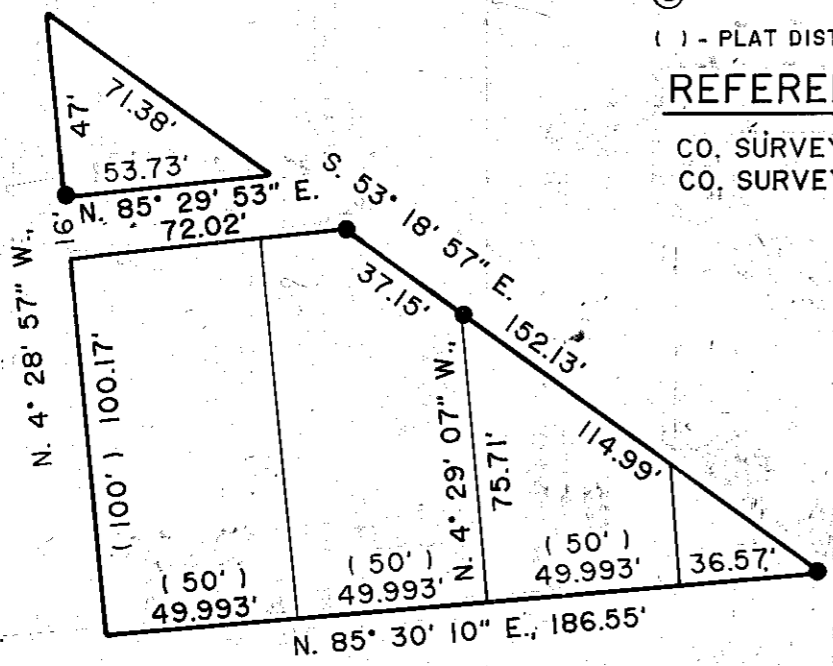 ( ) - PLAT DIST
REFERE
CO. SURVEY
CO. SURVEY
71.38'
47'
53.73'
N. 85° 29' 53" E.
72.02'
16'
N. 4° 28' 57" W.,
S. 53° 18' 57" E.
152.13'
37.15'
114.99'
(100') 100.17'
N. 4° 29' 07" W.,
75.71'
(50')
49.993'
(50')
49.993'
(50')
49.993'
36.57'
N. 85° 30' 10" E., 186.55'